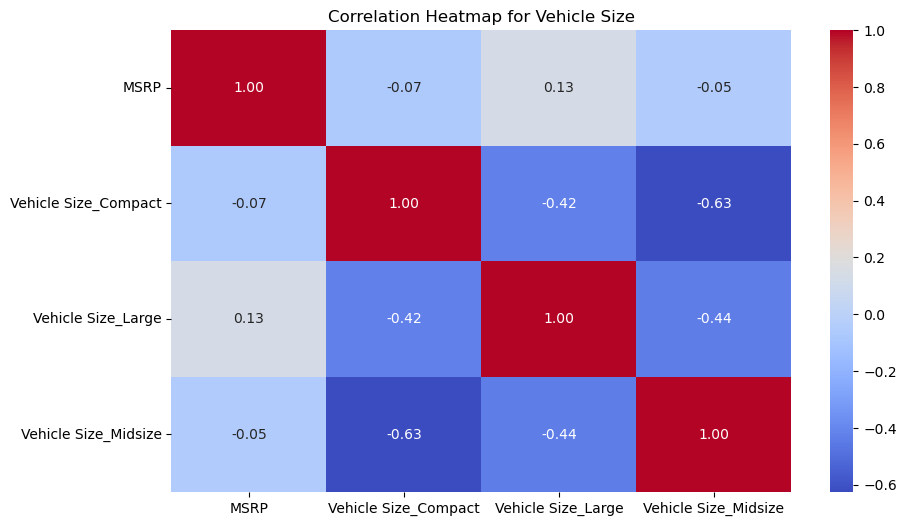 Correlation Heatmap for Vehicle Size
MSRP 1.00 -0.07 0.13 -0.05
Vehicle Size_Compact -0.07 1.00 -0.42 -0.63
Vehicle Size_Large 0.13 -0.42 1.00 -0.44
Vehicle Size_Midsize -0.05 -0.63 -0.44 1.00
MSRP Vehicle Size_Compact Vehicle Size_Large Vehicle Size_Midsize
1.0
0.8
0.6
0.4
0.2
0.0
−0.2
−0.4
−0.6